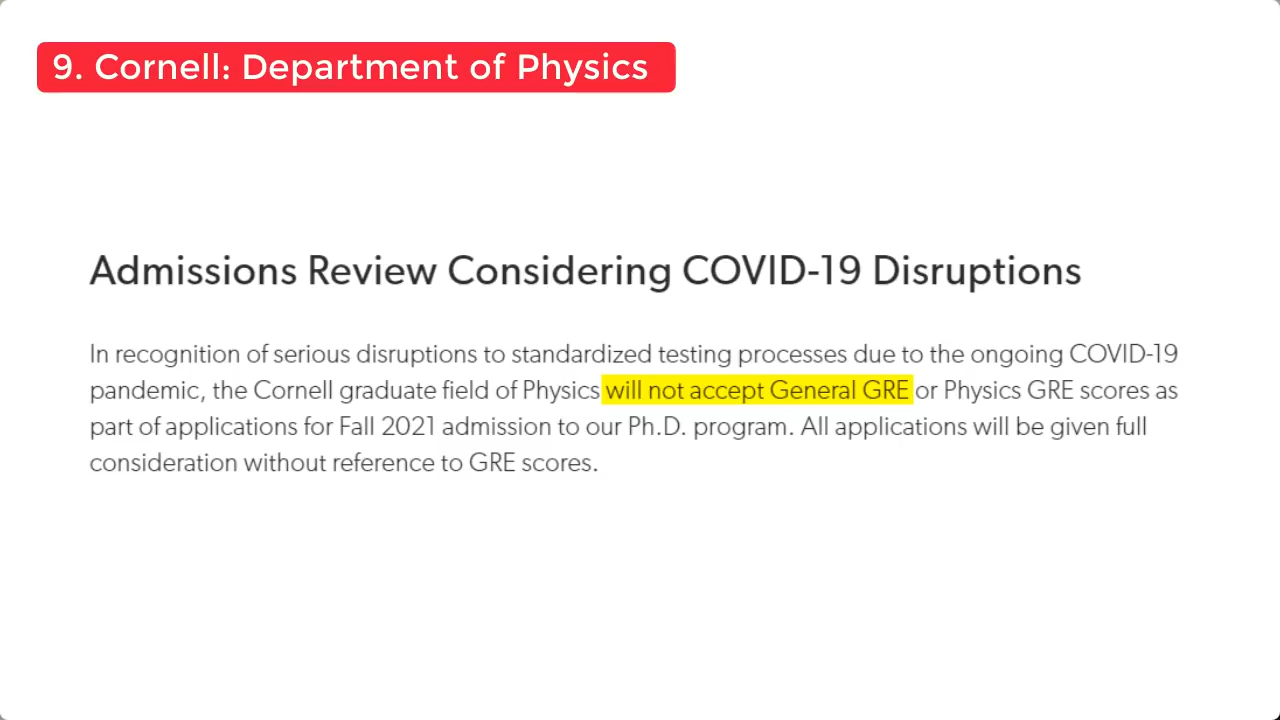 9. Cornell: Department of Physics
Admissions Review Considering COVID-19 Disruptions
In recognition of serious disruptions to standardized testing processes due to the ongoing COVID-19
pandemic, the Cornell graduate field of Physics will not accept General GRE or Physics GRE scores as
part of applications for Fall 2021 admission to our Ph.D. program. All applications will be given full
consideration without reference to GRE scores.